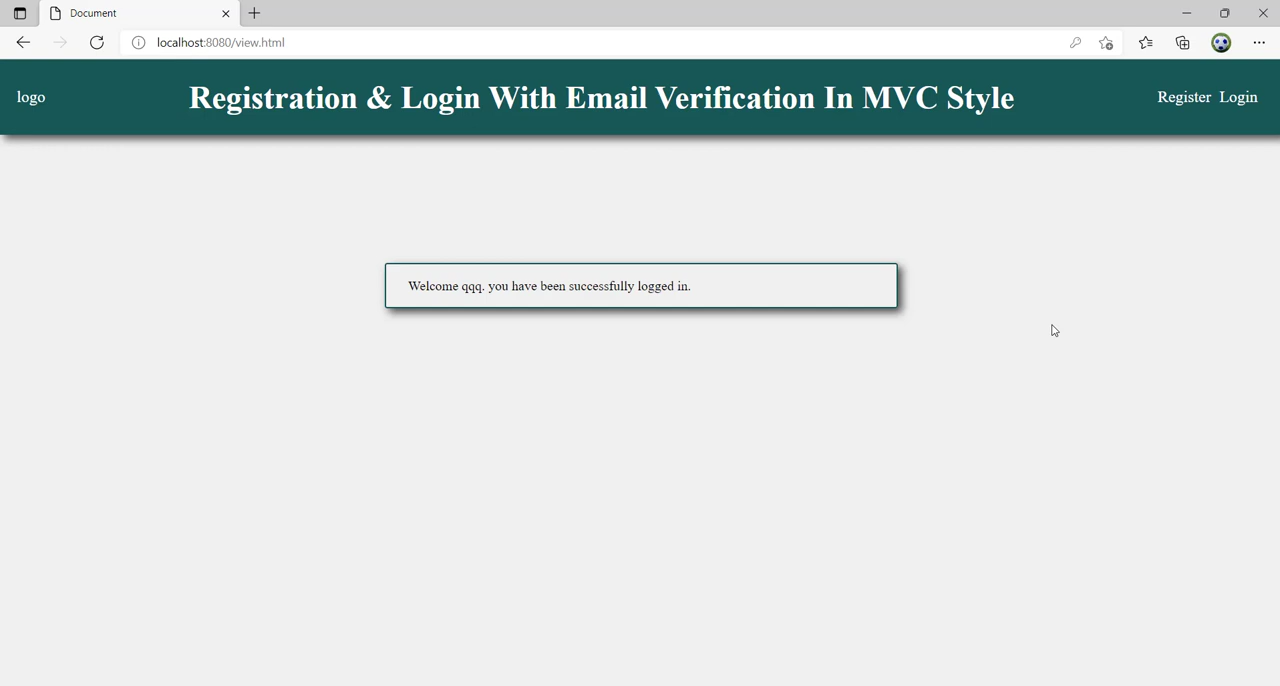 Document
localhost:8080/view.html
logo
Registration & Login With Email Verification In MVC Style
Register Login
Welcome qqq. you have been successfully logged in.